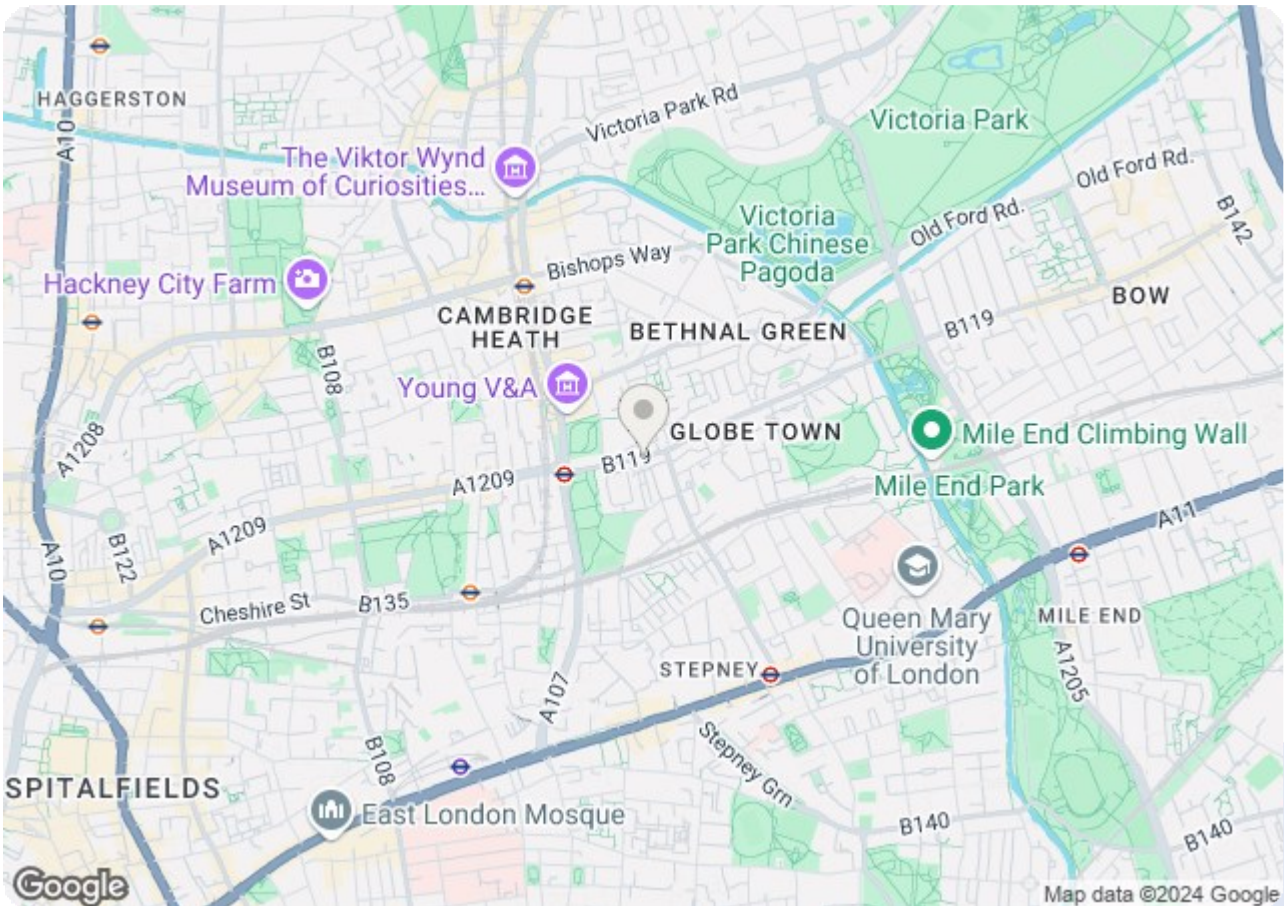 HAGGERSTON
A10
Victoria Park Rd
Victoria Park
The Viktor Wynd
Museum of Curiosities...
Old Ford Rd.
B142
Victoria
Park Chinese
Pagoda
Old Ford Rd.
Bishops Way
Hackney City Farm
CAMBRIDGE
HEATH
BETHNAL GREEN
B119
BOW
B108
Young V&A
GLOBE TOWN
Mile End Climbing Wall
A1208
B119
A1209
Mile End Park
A11
A1209
B122
A10
Cheshire St
B135
Queen Mary
University
of London
MILE END
STEPNEY
A1205
A107
B108
Stepney Grn
SPITALFIELDS
East London Mosque
B140
B140
Google
Map data ©2024 Google